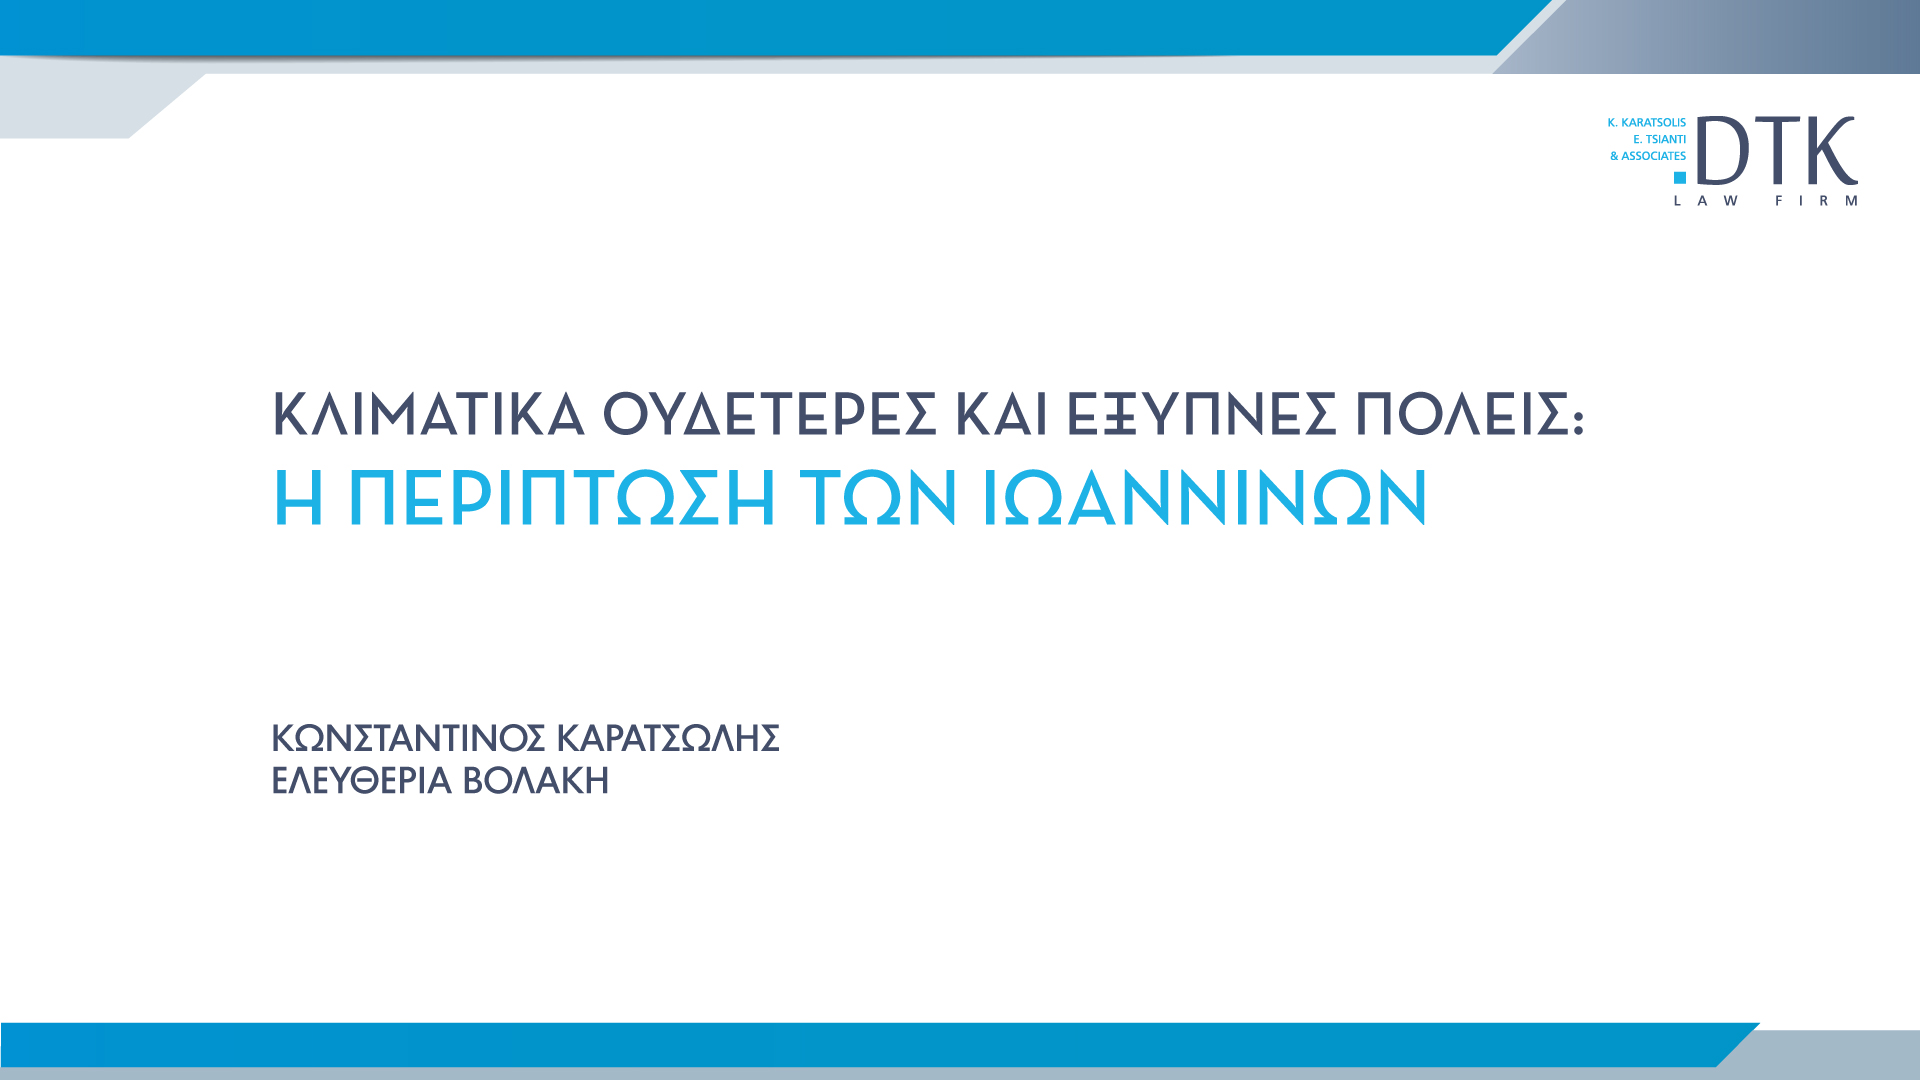 K. KARATSOLIS
E. TSIANTI
& ASSOCIATES
DTK
LAW FIRM
ΚΛΙΜΑΤΙΚΑ ΟΥΔΕΤΕΡΕΣ ΚΑΙ ΕΞΥΠΝΕΣ ΠΟΛΕΙΣ:
Η ΠΕΡΙΠΤΩΣΗ ΤΩΝ ΙΩΑΝΝΙΝΩΝ
ΚΩΝΣΤΑΝΤΙΝΟΣ ΚΑΡΑΤΣΩΛΗΣ
ΕΛΕΥΘΕΡΙΑ ΒΟΛΑΚΗ